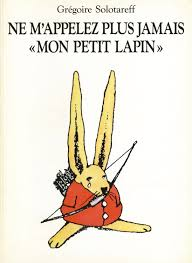 Grégoire Solotareff
NE M'APPELEZ PLUS JAMAIS
« MON PETIT LAPIN »